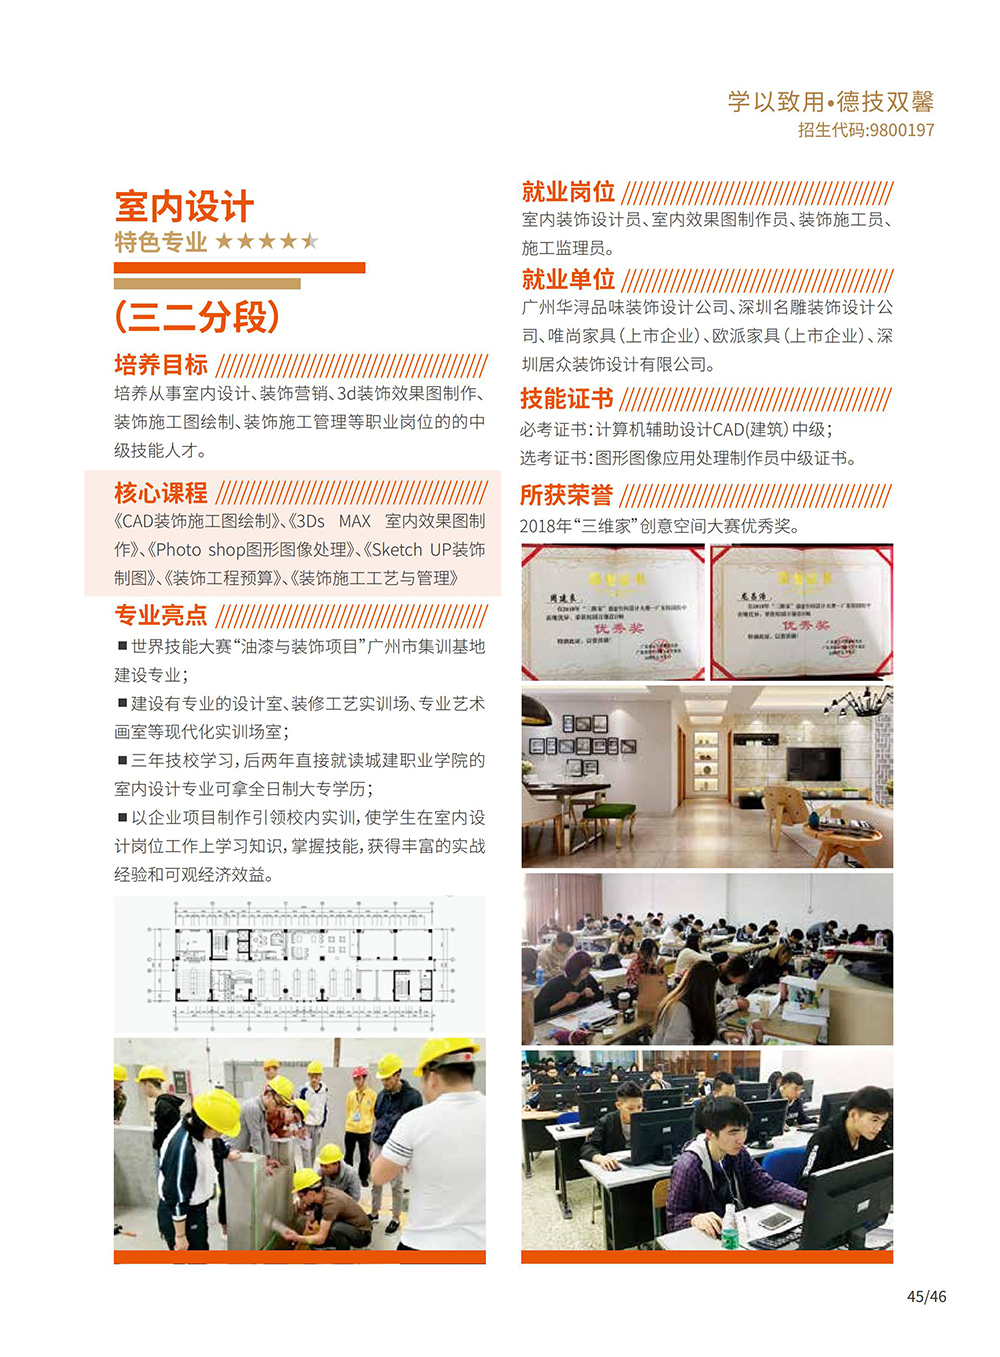 学以致用•德技双馨
招生代码:9800197
室内设计
特色专业
（三二分段）
培养目标
培养从事室内设计、装饰营销、3d装饰效果图制作、
装饰施工图绘制、装饰施工管理等职业岗位的的中
级技能人才。
核心课程
《CAD装饰施工图绘制》、《3Ds MAX 室内效果图制
作》、《Photo shop图形图像处理》、《Sketch UP装饰
制图》、《装饰工程预算》、《装饰施工工艺与管理》
专业亮点
■世界技能大赛“油漆与装饰项目”广州市集训基地
建设专业；
■建设有专业的设计室、装修工艺实训场、专业艺术
画室等现代化实训场室；
■三年技校学习，后两年直接就读城建职业学院的
室内设计专业可拿全日制大专学历；
■以企业项目制作引领校内实训，使学生在室内设
计岗位工作上学习知识，掌握技能，获得丰富的实战
经验和可观经济效益。
就业岗位
室内装饰设计员、室内效果图制作员、装饰施工员、
施工监理员。
就业单位
广州华浔品味装饰设计公司、深圳名雕装饰设计公
司、唯尚家具（上市企业）、欧派家具（上市企业）、深
圳居众装饰设计有限公司。
技能证书
必考证书：计算机辅助设计CAD(建筑）中级；
选考证书：图形图像应用处理制作员中级证书。
所获荣誉
2018年“三维家”创意空间大赛优秀奖。
周建良：
优秀奖
特颁此证，以资鼓励！
龙昌浩：
优秀奖
特颁此证，以资鼓励！
45/46